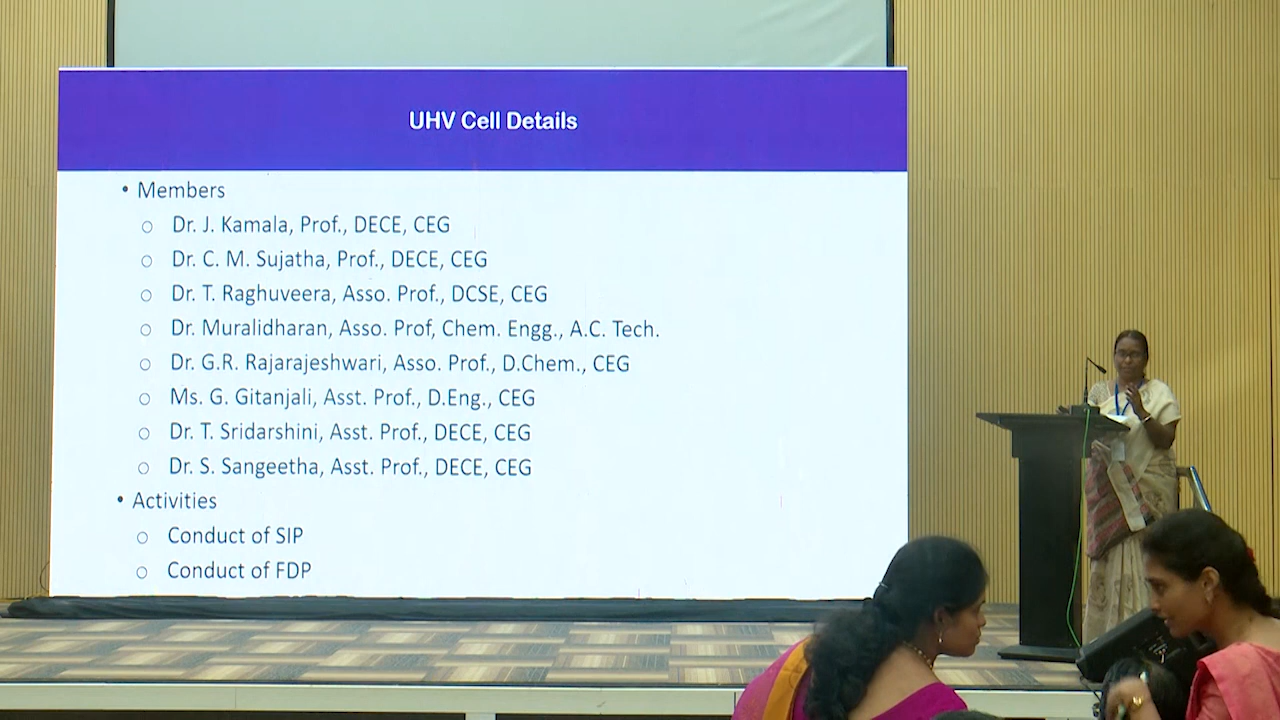 UHV Cell Details
• Members
o Dr. J. Kamala, Prof., DECE, CEG
o Dr. C. M. Sujatha, Prof., DECE, CEG
o Dr. T. Raghuveera, Asso. Prof., DCSE, CEG
o Dr. Muralidharan, Asso. Prof, Chem. Engg., A.C. Tech.
o Dr. G.R. Rajarajeshwari, Asso. Prof., D.Chem., CEG
o Ms. G. Gitanjali, Asst. Prof., D.Eng., CEG
o Dr. T. Sridarshini, Asst. Prof., DECE, CEG
o Dr. S. Sangeetha, Asst. Prof., DECE, CEG
• Activities
o Conduct of SIP
o Conduct of FDP